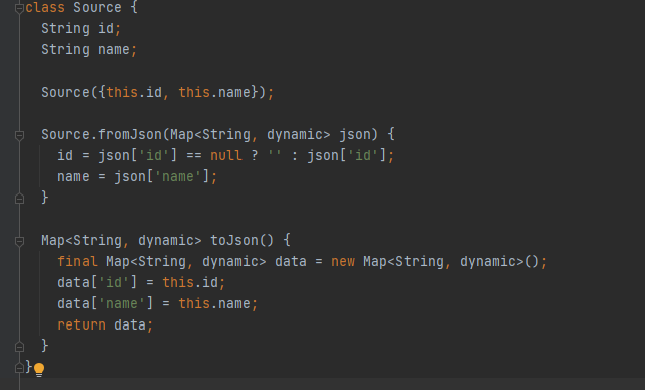 class Source {
String id;
String name;
Source({this.id, this.name});
Source.fromJson(Map<String, dynamic> json) {
id = json['id'] == null ? '' : json['id'];
name = json['name'];
}
Map<String, dynamic> toJson() {
final Map<String, dynamic> data = new Map<String, dynamic>();
data['id'] = this.id;
data['name'] = this.name;
return data;
}
}